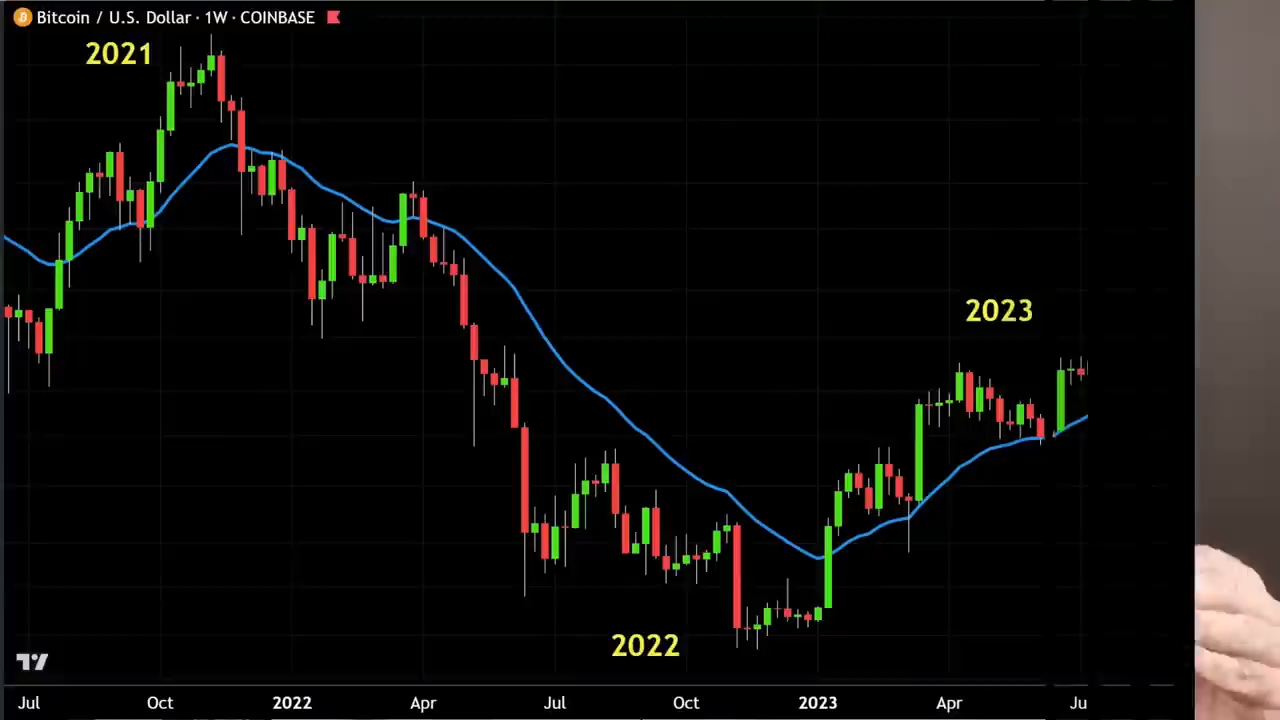 Bitcoin / U.S. Dollar · 1W · COINBASE
2021
2023
2022
Jul Oct 2022 Apr Jul Oct 2023 Apr Ju